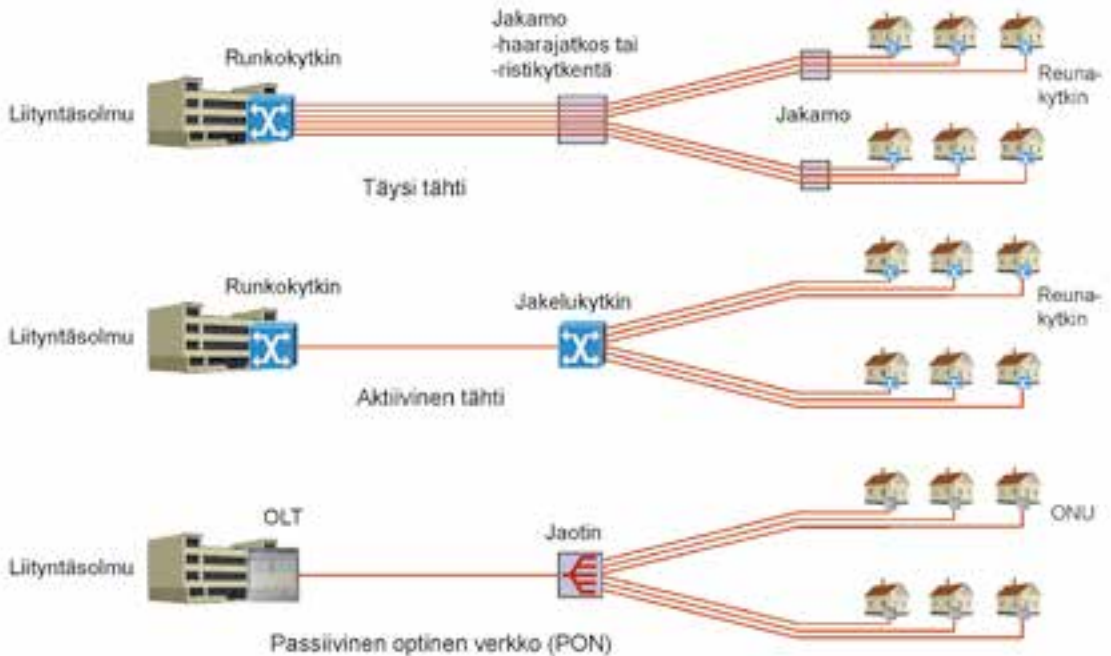 Jakamo
-haarajatkos tai
-ristikytkentä
Runkokytkin
Liityntäsolmu
Reuna-
kytkin
Jakamo
Täysi tähti
Runkokytkin
Jakelukytkin
Liityntäsolmu
Reuna-
kytkin
Aktiivinen tähti
OLT
Jaotin
ONU
Liityntäsolmu
Passiivinen optinen verkko (PON)